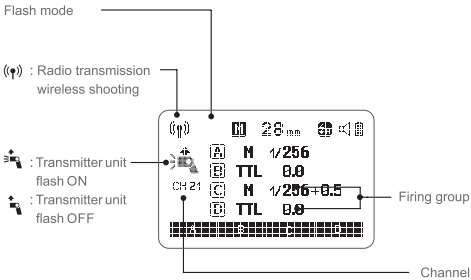 Flash mode
: Radio transmission
wireless shooting
M 28mm
A M 1/256
: Transmitter unit
flash ON
B TTL 0.0
CH 21
C M 1/256+0.5
: Transmitter unit
flash OFF
D TTL 0.0
Firing group
A B C D
Channel